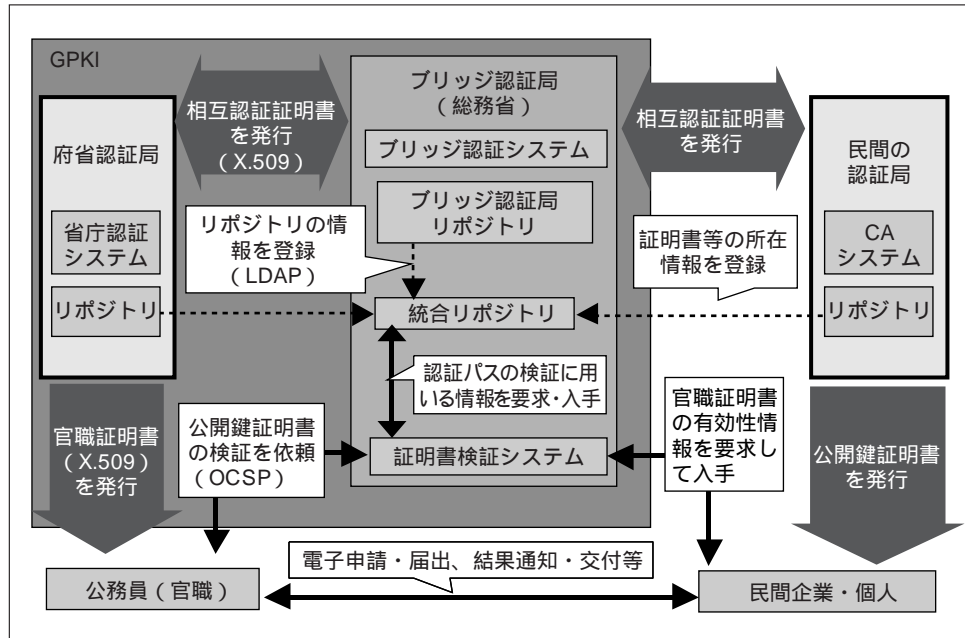 GPKI
相互認証証明書
を発行
（X.509）
ブリッジ認証局
（総務省）
ブリッジ認証システム
ブリッジ認証局
リポジトリ
相互認証証明書
を発行
府省認証局
省庁認証
システム
リポジトリ
リポジトリの情
報を登録
（LDAP）
証明書等の所在
情報を登録
民間の
認証局
CA
システム
リポジトリ
統合リポジトリ
認証パスの検証に用
いる情報を要求・入手
官職証明書
（X.509）
を発行
公開鍵証明書
の検証を依頼
（OCSP）
証明書検証システム
官職証明書
の有効性情
報を要求し
て入手
公開鍵証明書
を発行
電子申請・届出、結果通知・交付等
公務員（官職）
民間企業・個人